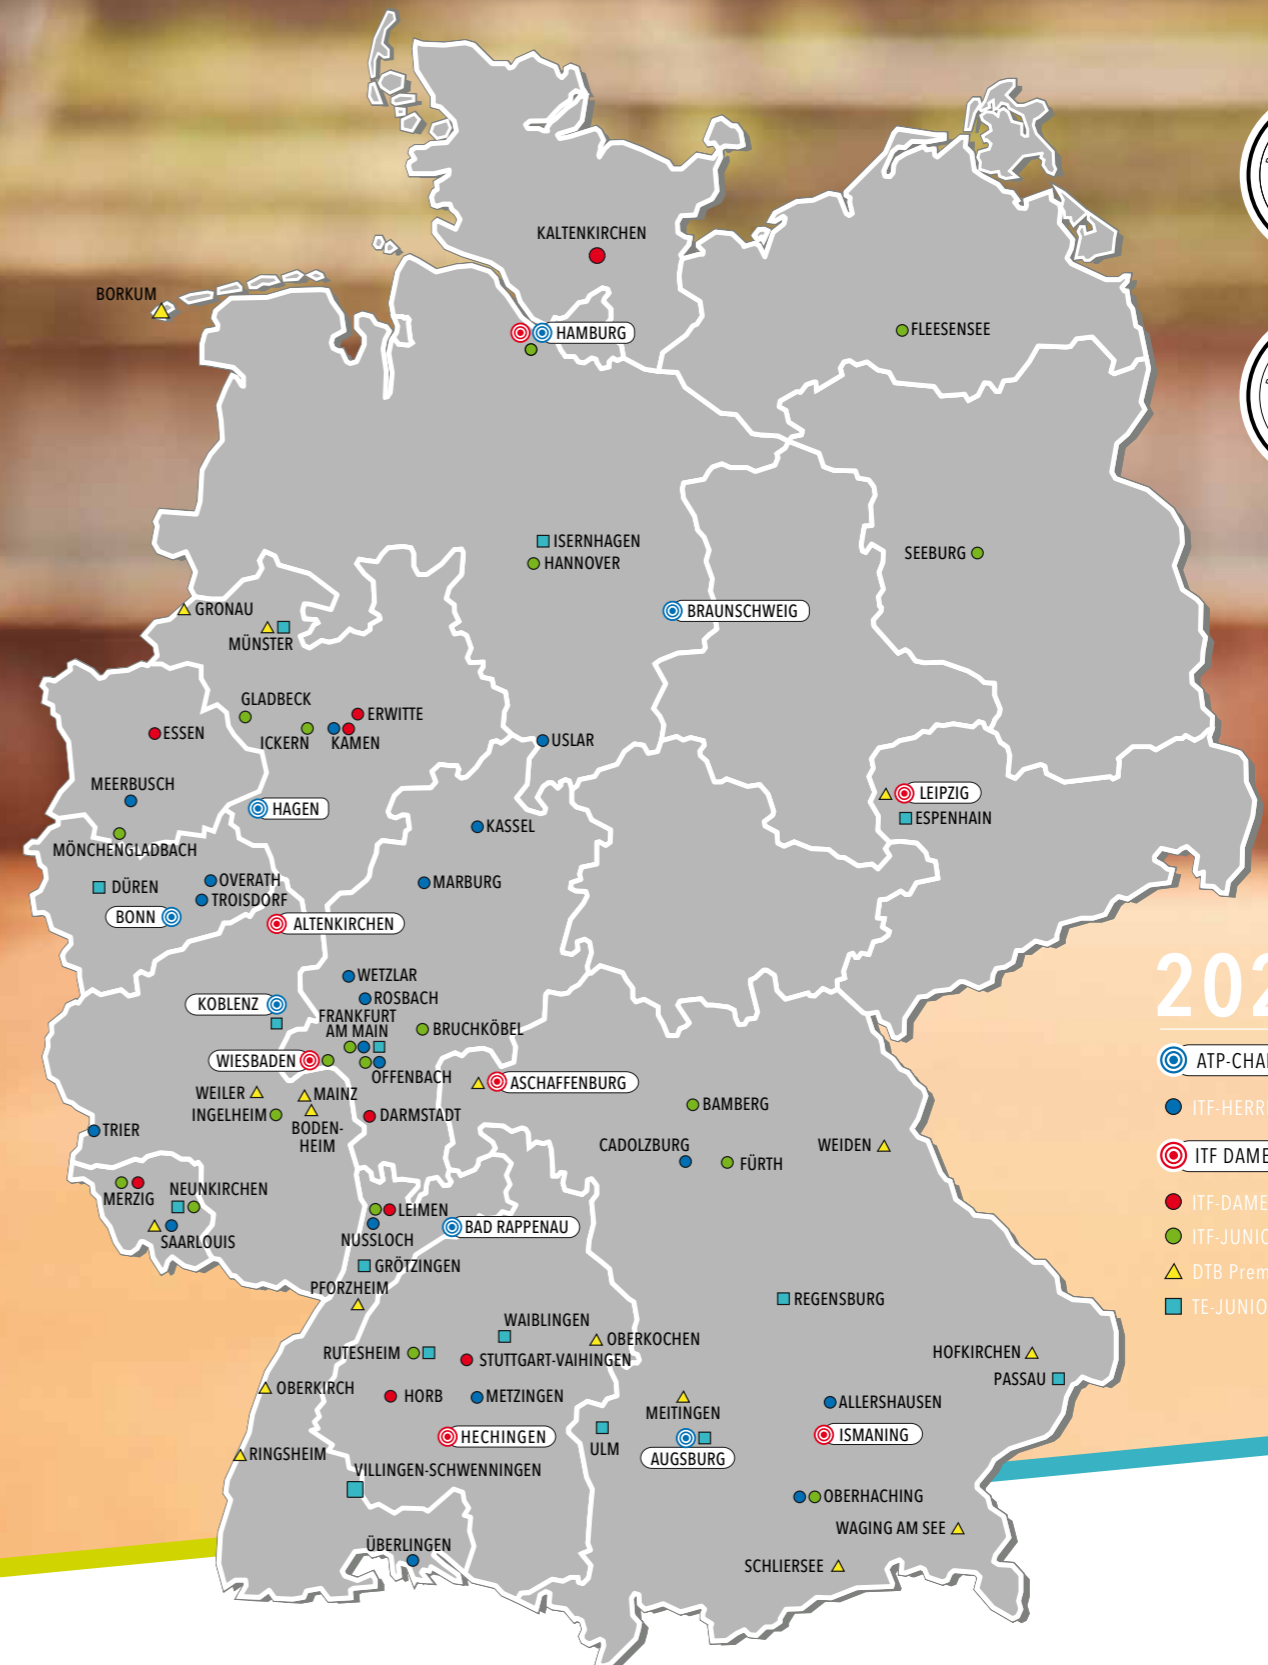 KALTENKIRCHEN
BORKUM
HAMBURG
FLEESENSEE
ISERNHAGEN
HANNOVER
SEEBURG
GRONAU
BRAUNSCHWEIG
MÜNSTER
GLADBECK
ERWITTE
ESSEN
ICKERN
KAMEN
USLAR
MEERBUSCH
HAGEN
LEIPZIG
ESPENHAIN
KASSEL
MÖNCHENGLADBACH
DÜREN
OVERATH
MARBURG
TROISDORF
BONN
ALTENKIRCHEN
WETZLAR
ROSBACH
KOBLENZ
FRANKFURT
AM MAIN
BRUCHKÖBEL
WIESBADEN
OFFENBACH
ASCHAFFENBURG
WEILER
MAINZ
INGELHEIM
BODEN-
HEIM
DARMSTADT
BAMBERG
TRIER
CADOLZBURG
FÜRTH
WEIDEN
MERZIG
NEUNKIRCHEN
SAARLOUIS
LEIMEN
NUSSLOCH
BAD RAPPENAU
GRÖTZINGEN
PFORZHEIM
REGENSBURG
WAIBLINGEN
OBERKOCHEN
RUTESHEIM
STUTTGART-VAIHINGEN
HOFKIRCHEN
PASSAU
OBERKIRCH
HORB
METZINGEN
MEITINGEN
ALLERSHAUSEN
HECHINGEN
ULM
AUGSBURG
ISMANING
RINGSHEIM
VILLINGEN-SCHWENNINGEN
OBERHACHING
WAGING AM SEE
ÜBERLINGEN
SCHLIERSEE
202
ATP-CHA
ITF-HERR
ITF DAME
ITF-DAME
ITF-JUNIO
DTB Prem
TE-JUNIO